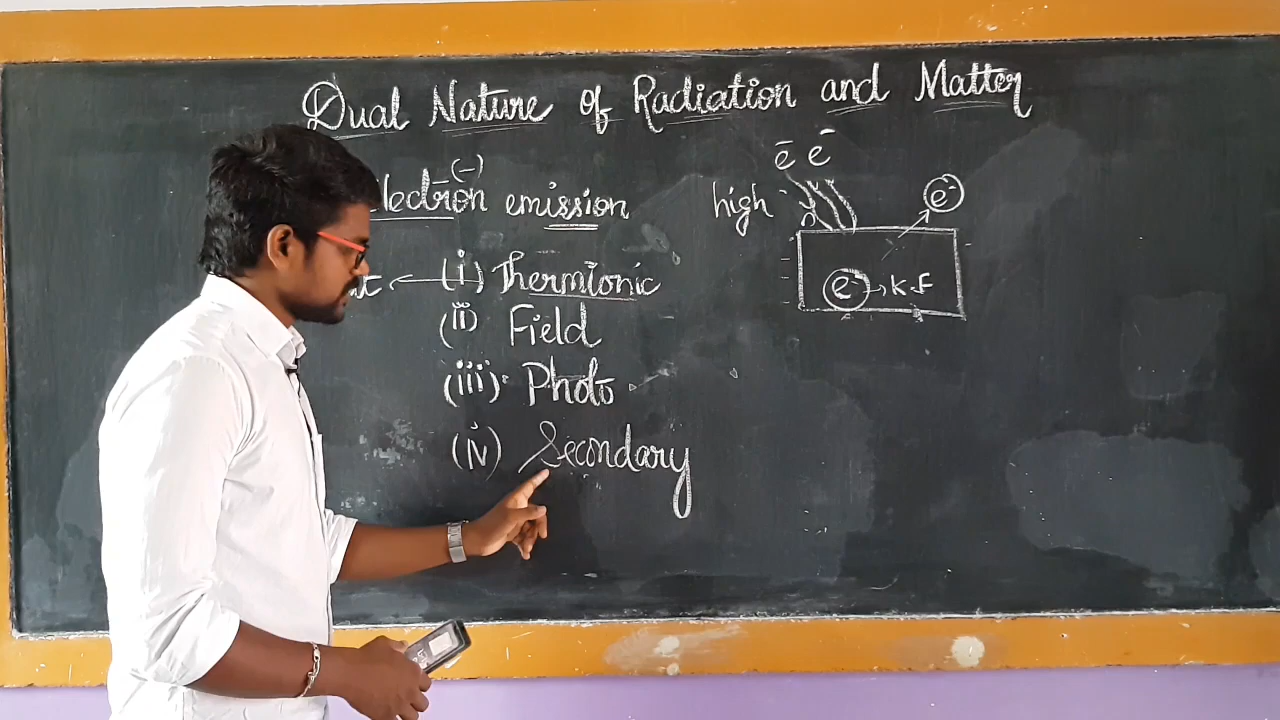 Dual Nature of Radiation and Matter
(-)
lectron emission
(i) Thermionic
(ii) Field
(iii) Photo
(iv) Secondary
e⁻ e⁻
high
e⁻
e⁻ → K.F